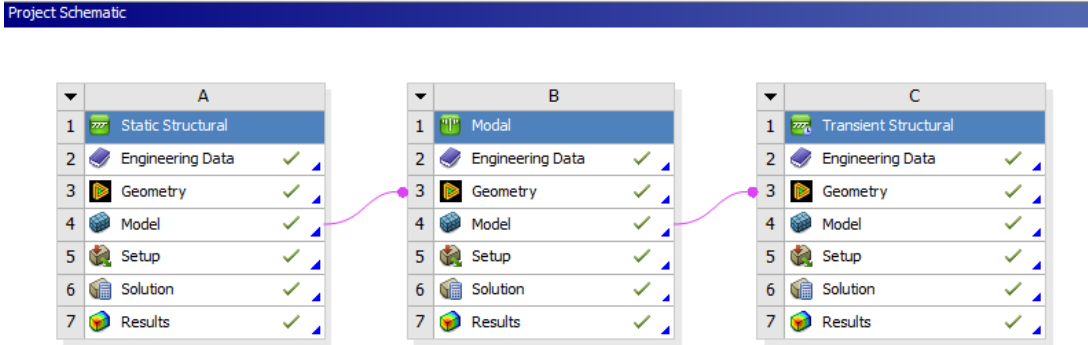 Project Schematic
A B C
1 Static Structural 1 Modal 1 Transient Structural
2 Engineering Data 2 Engineering Data 2 Engineering Data
3 Geometry 3 Geometry 3 Geometry
4 Model 4 Model 4 Model
5 Setup 5 Setup 5 Setup
6 Solution 6 Solution 6 Solution
7 Results 7 Results 7 Results